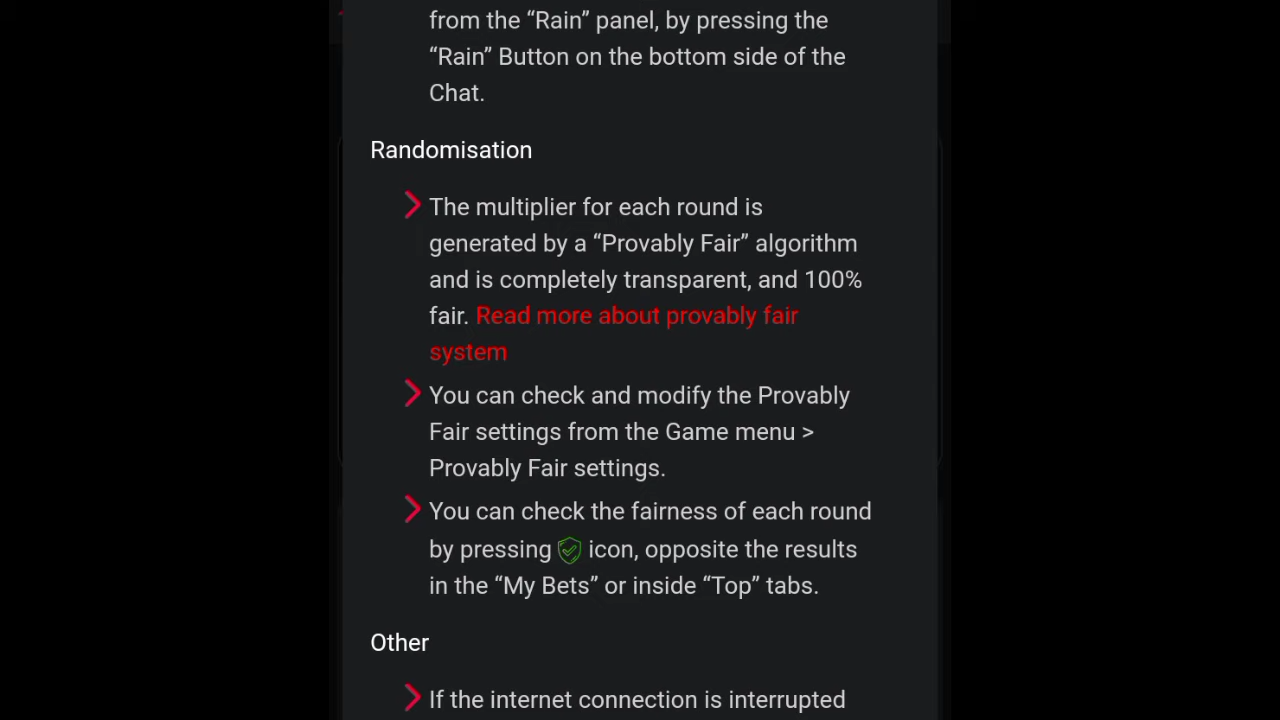 from the “Rain” panel, by pressing the
“Rain” Button on the bottom side of the
Chat.
Randomisation
The multiplier for each round is
generated by a “Provably Fair” algorithm
and is completely transparent, and 100%
fair. Read more about provably fair
system
You can check and modify the Provably
Fair settings from the Game menu >
Provably Fair settings.
You can check the fairness of each round
by pressing icon, opposite the results
in the “My Bets” or inside “Top” tabs.
Other
If the internet connection is interrupted